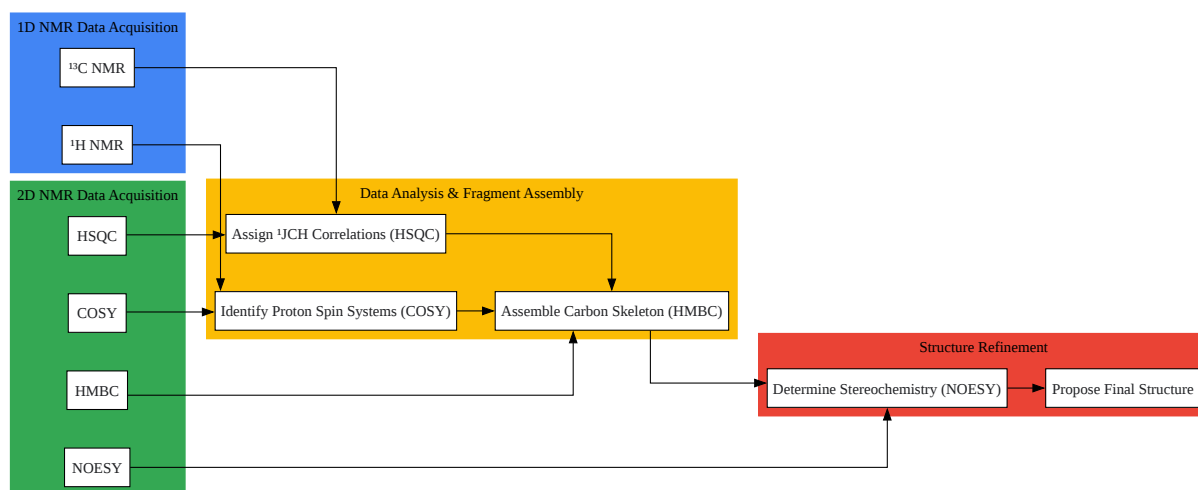 1D NMR Data Acquisition
¹³C NMR
¹H NMR
2D NMR Data Acquisition
HSQC
COSY
HMBC
NOESY
Data Analysis & Fragment Assembly
Assign ¹JCH Correlations (HSQC)
Identify Proton Spin Systems (COSY)
Assemble Carbon Skeleton (HMBC)
Structure Refinement
Determine Stereochemistry (NOESY)
Propose Final Structure